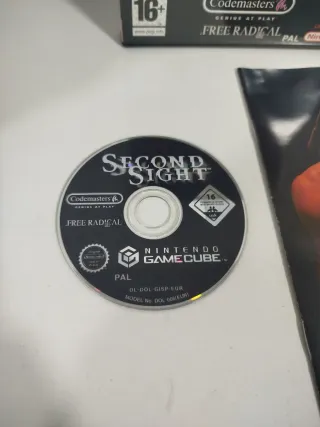 16+
Codemasters
GENIUS AT PLAY
FREE RADICAL
PAL
SECOND
SIGHT
Codemasters
GENIUS AT PLAY
FREE RADICAL
16
NINTENDO
GAMECUBE™
PAL